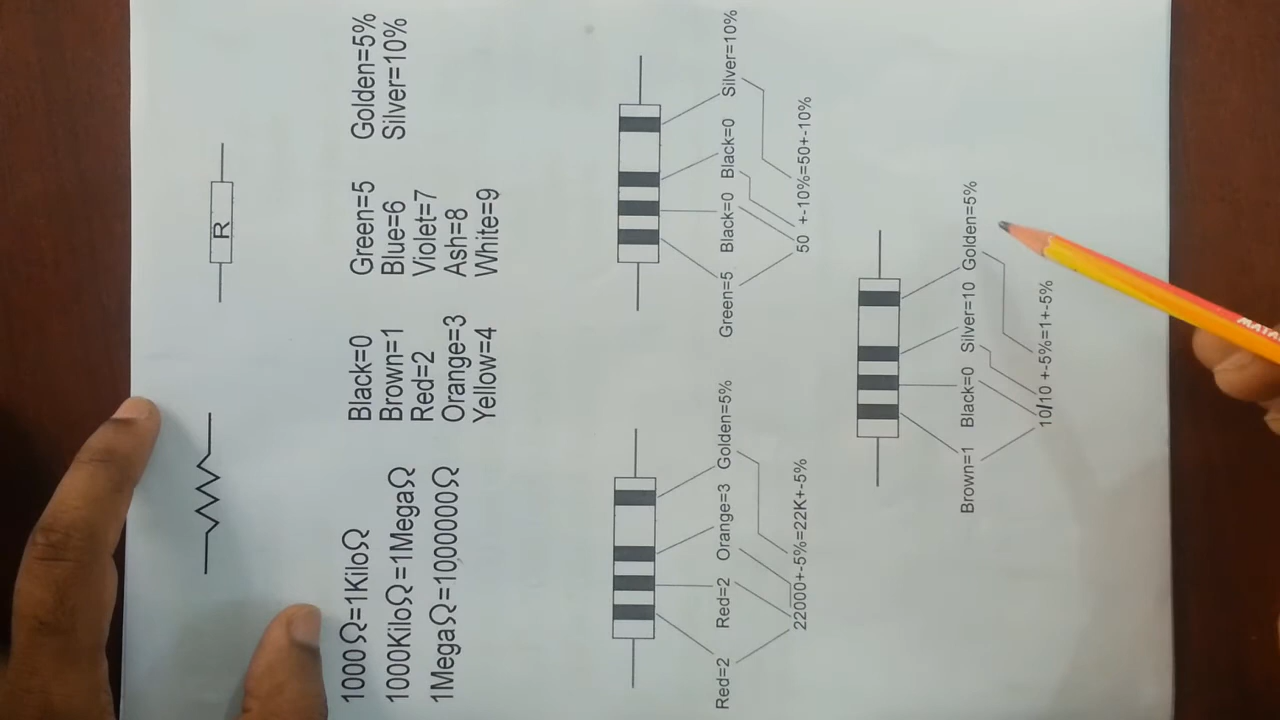 R
1000Ω=1KiloΩ
1000KiloΩ=1MegaΩ
1MegaΩ=1000000Ω
Black=0
Brown=1
Red=2
Orange=3
Yellow=4
Green=5
Blue=6
Violet=7
Ash=8
White=9
Golden=5%
Silver=10%
Red=2 Red=2 Orange=3 Golden=5%
22000+-5%=22K+-5%
Green=5 Black=0 Black=0 Silver=10%
50 +-10%=50+-10%
Brown=1 Black=0 Silver=10 Golden=5%
10/10 +-5%=1+-5%